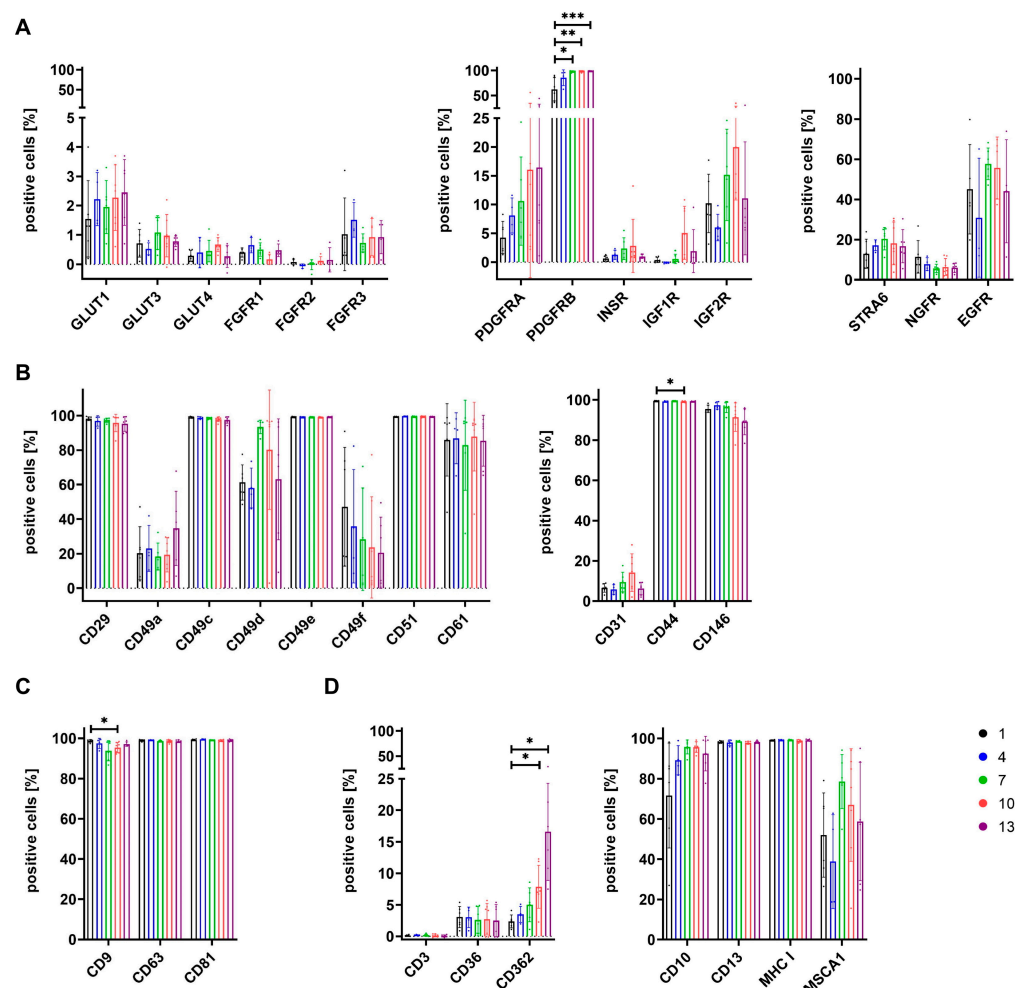 A
*** 
**
*
positive cells [%]
100
50
5
4
3
2
1
0
GLUT1
GLUT3
GLUT4
FGFR1
FGFR2
FGFR3
positive cells [%]
100
50
25
20
15
10
5
0
PDGFRA
PDGFRB
INSR
IGF1R
IGF2R
positive cells [%]
100
80
60
40
20
0
STRA6
NGFR
EGFR
B
positive cells [%]
100
80
60
40
20
0
CD29
CD49a
CD49c
CD49d
CD49e
CD49f
CD51
CD61
*
positive cells [%]
100
80
60
40
20
0
CD31
CD44
CD146
C
*
positive cells [%]
100
80
60
40
20
0
CD9
CD63
CD81
D
*
*
positive cells [%]
100
50
25
20
15
10
5
0
CD3
CD36
CD362
positive cells [%]
100
80
60
40
20
0
CD10
CD13
MHC I
MSCA1
1
4
7
10
13